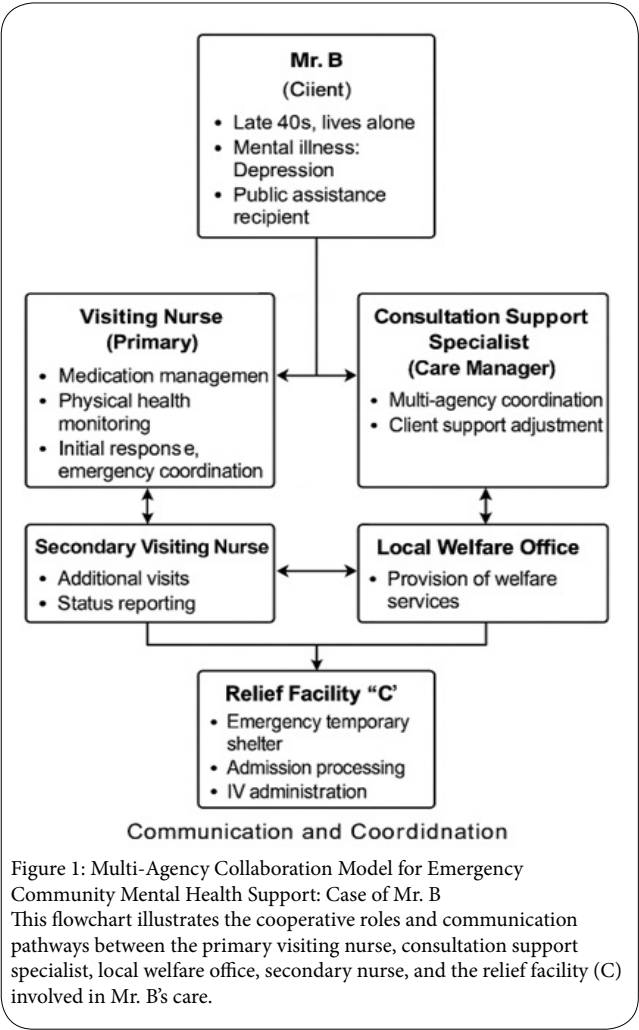 Mr. B
(Ciient)
• Late 40s, lives alone
• Mental illness:
Depression
• Public assistance
recipient
Visiting Nurse
(Primary)
• Medication managemen
• Physical health
monitoring
• Initial response,
emergency coordination
Consultation Support
Specialist
(Care Manager)
• Multi-agency coordination
• Client support adjustment
Secondary Visiting Nurse
• Additional visits
• Status reporting
Local Welfare Office
• Provision of welfare
services
Relief Facility “C’
• Emergency temporary
shelter
• Admission processing
• IV administration
Communication and Coordidnation
Figure 1: Multi-Agency Collaboration Model for Emergency
Community Mental Health Support: Case of Mr. B
This flowchart illustrates the cooperative roles and communication
pathways between the primary visiting nurse, consultation support
specialist, local welfare office, secondary nurse, and the relief facility (C)
involved in Mr. B’s care.